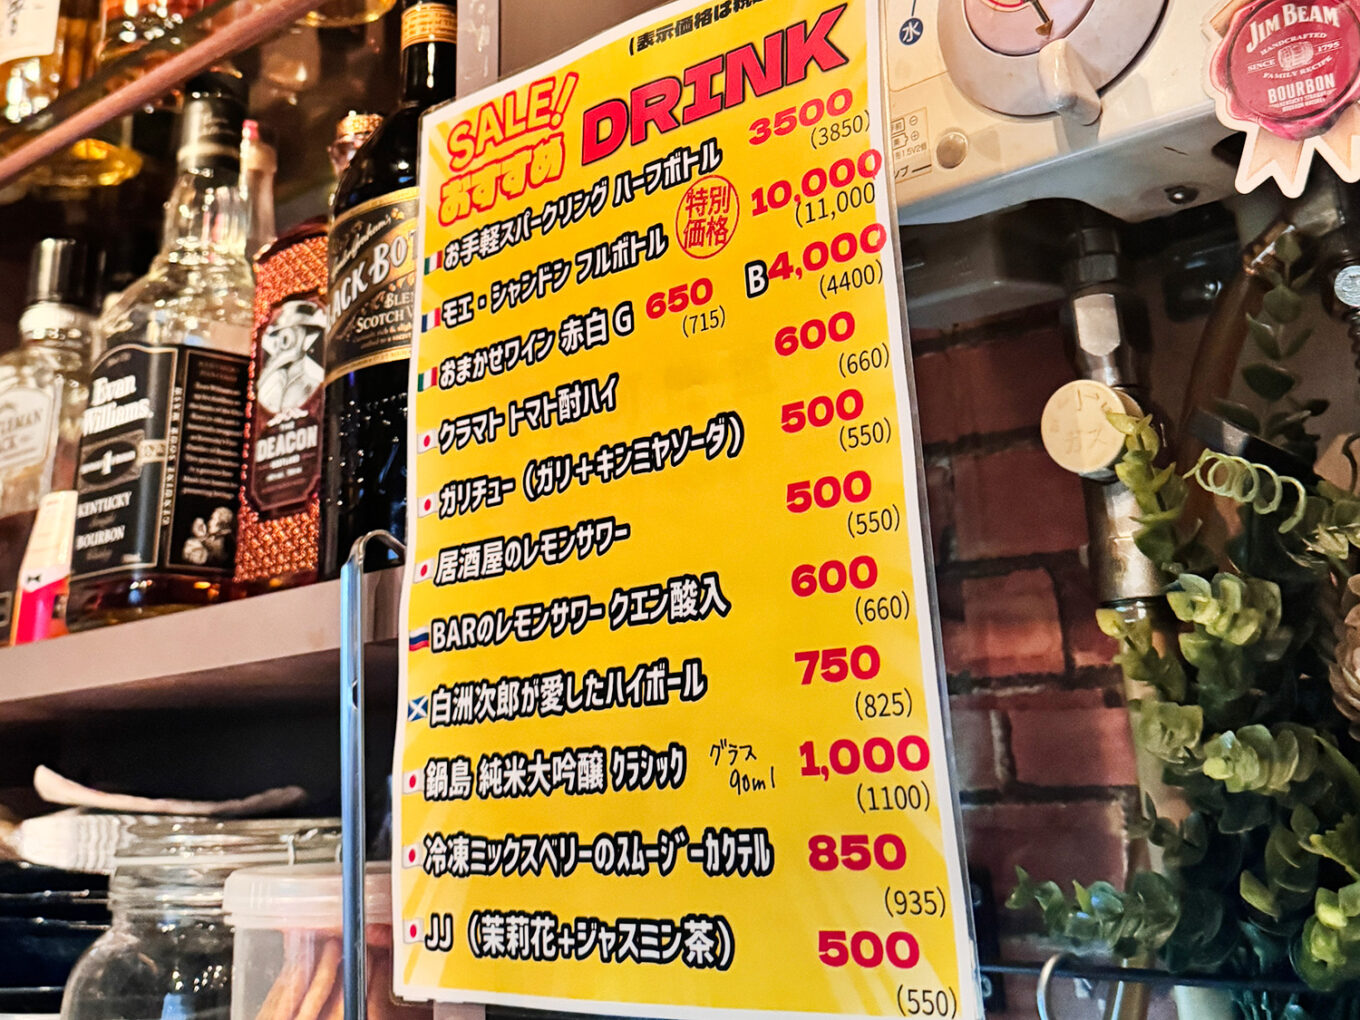 (表示価格は税
SALE!
おすすめ
DRINK
お手軽スパークリング ハーフボトル 3500
(3850)
モエ・シャンドン フルボトル 特別価格 10,000
(11,000
おまかせワイン 赤白 G 650 B4,000
(715) (4400)
クラマト トマト酎ハイ 600
(660)
ガリチュー (ガリ+キンミヤソーダ) 500
(550)
居酒屋のレモンサワー 500
(550)
BARのレモンサワー クエン酸入 600
(660)
白洲次郎が愛したハイボール 750
(825)
鍋島 純米大吟醸 クラシック グラス 90ml 1,000
(1100)
冷凍ミックスベリーのスムージーカクテル 850
(935)
JJ (茉莉花+ジャスミン茶) 500
(550)
Evan
Williams
KENTUCKY
BOURBON
THE
DEACON
BLACK BOT
SCOTCH
水
JIM BEAM
HANDCRAFTED
SINCE 1795
FAMILY RECIPE
BOURBON
ガス